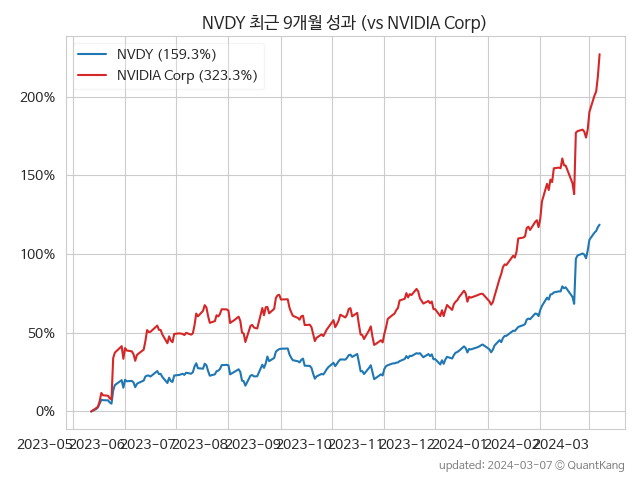 NVDY 최근 9개월 성과 (vs NVIDIA Corp)
NVDY (159.3%)
NVIDIA Corp (323.3%)
200%
150%
100%
50%
0%
2023-05 2023-06 2023-07 2023-08 2023-09 2023-10 2023-11 2023-12 2024-01 2024-02 2024-03
updated: 2024-03-07 © QuantKang